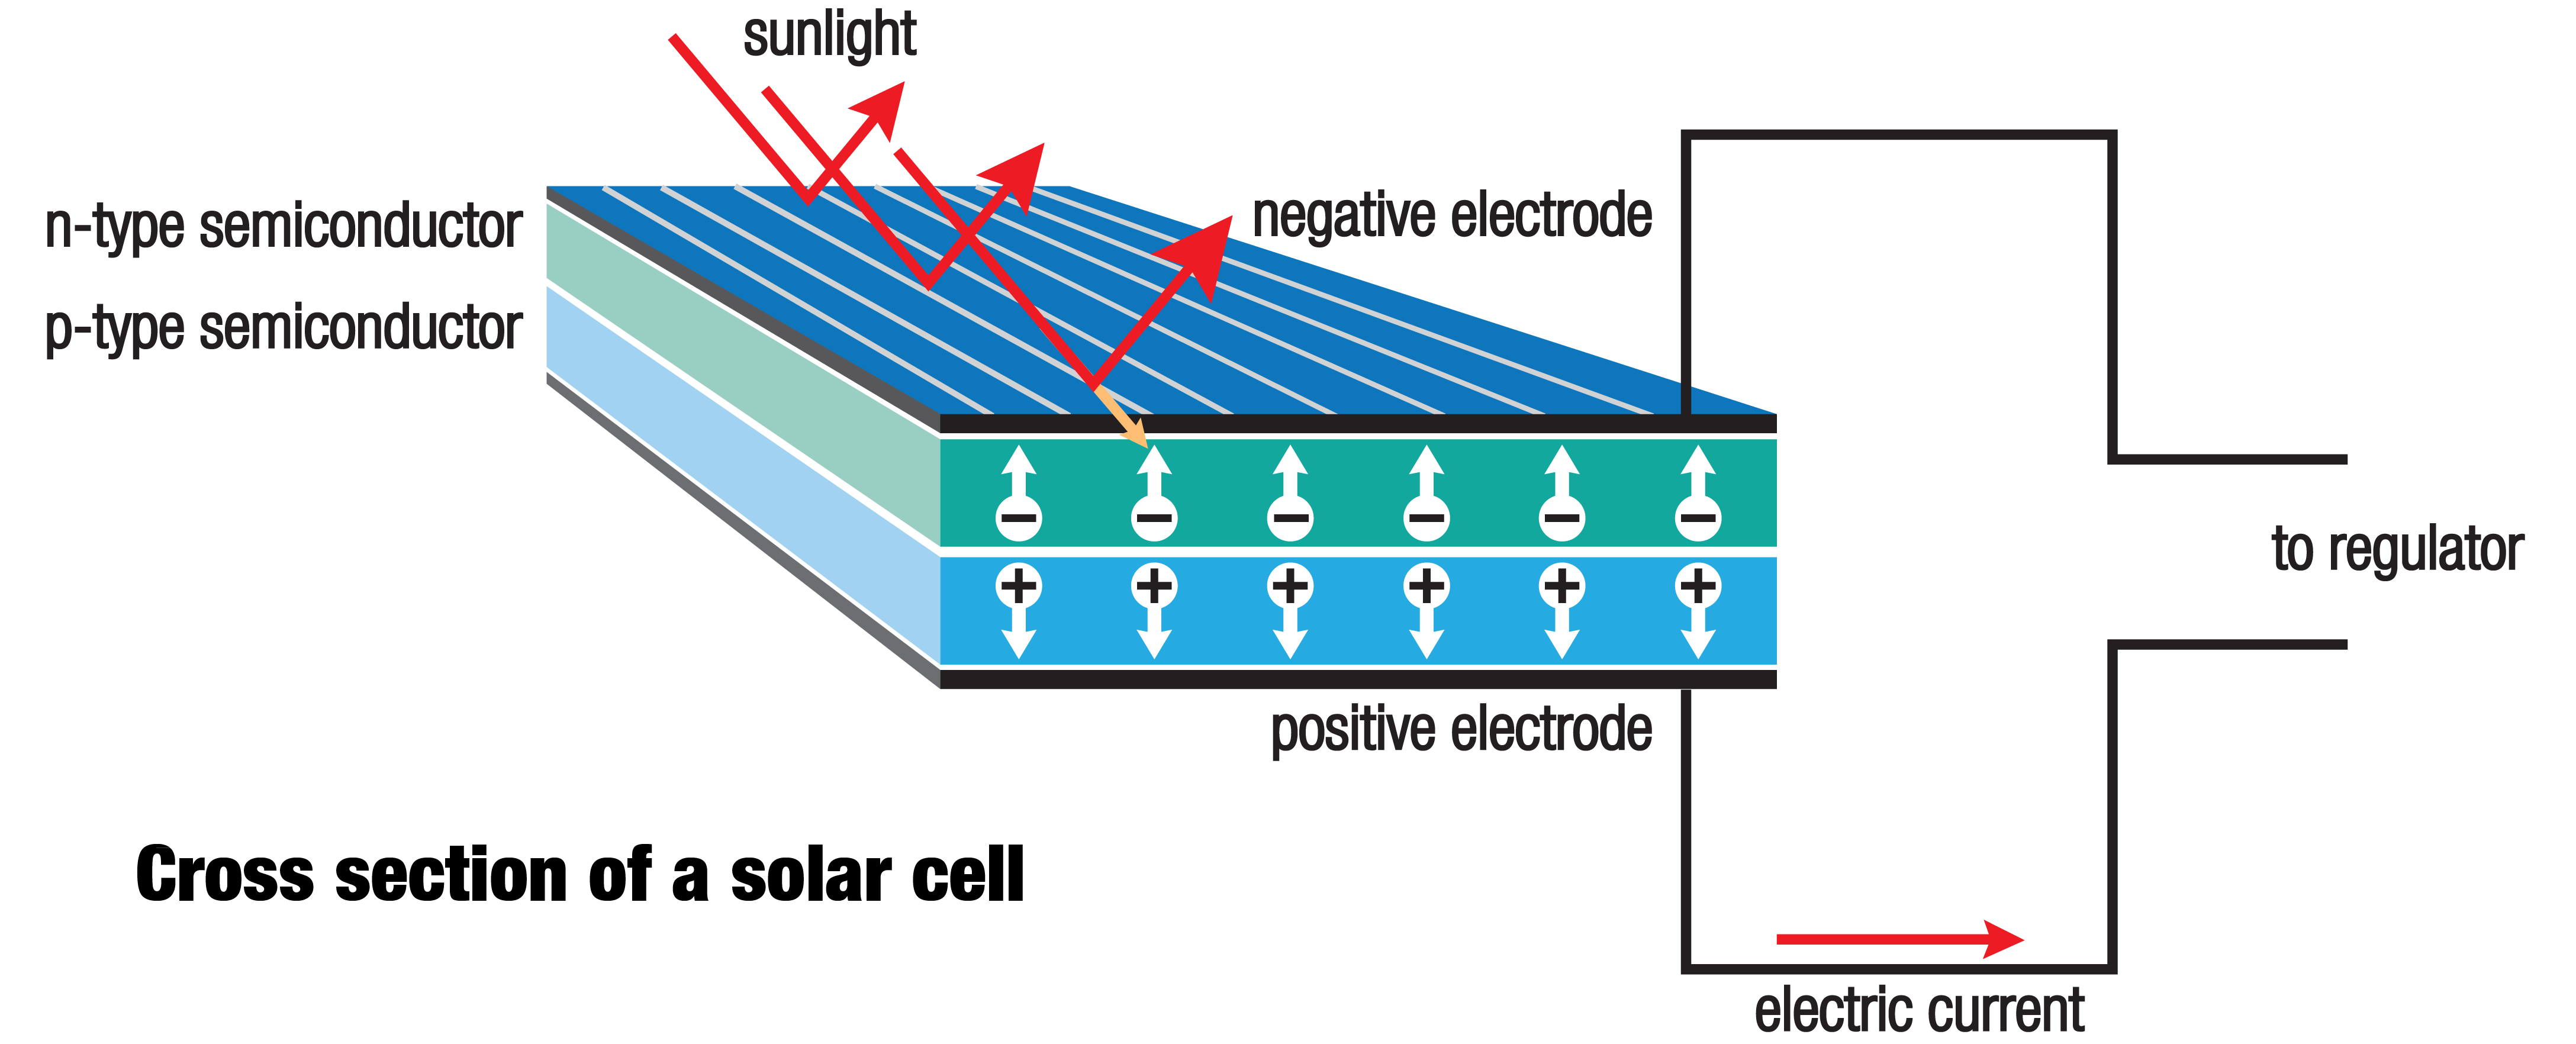 sunlight
n-type semiconductor
negative electrode
p-type semiconductor
to regulator
positive electrode
Cross section of a solar cell
electric current